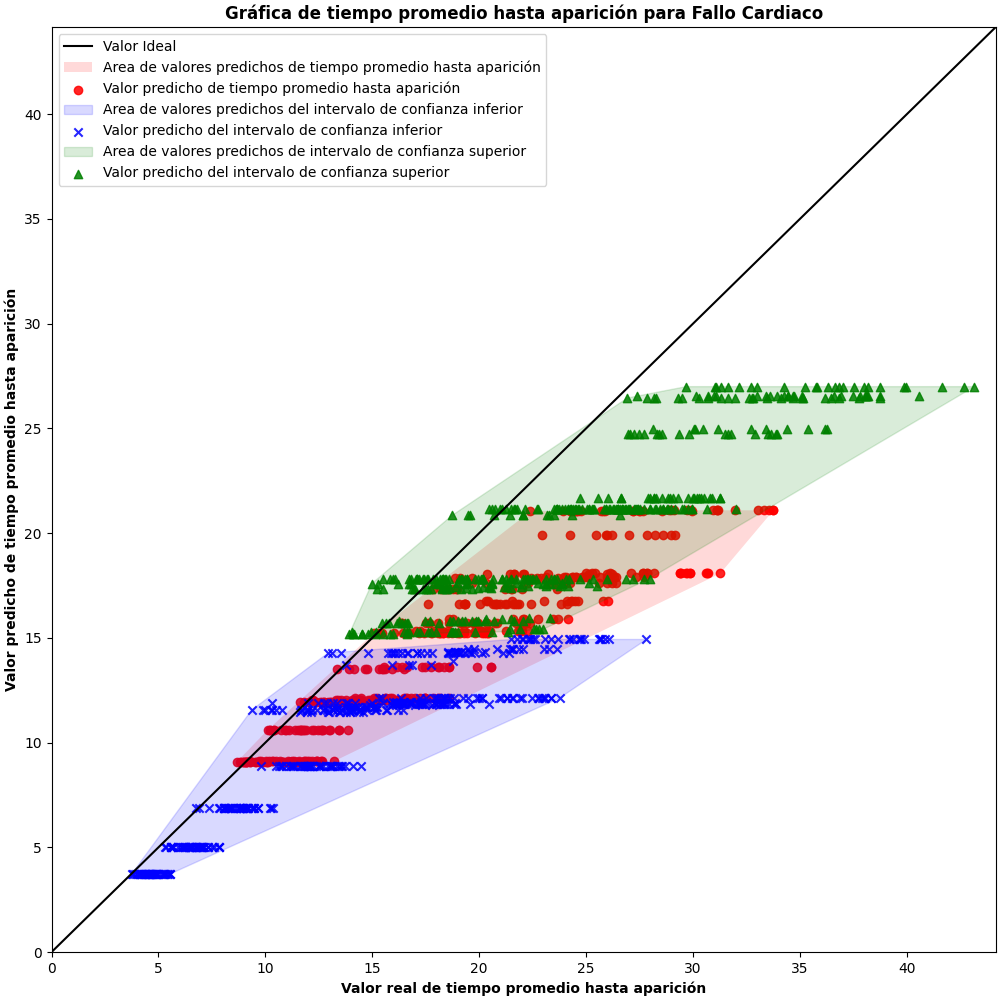 Gráfica de tiempo promedio hasta aparición para Fallo Cardiaco
Valor Ideal
Area de valores predichos de tiempo promedio hasta aparición
Valor predicho de tiempo promedio hasta aparición
Area de valores predichos del intervalo de confianza inferior
Valor predicho del intervalo de confianza inferior
Area de valores predichos de intervalo de confianza superior
Valor predicho del intervalo de confianza superior
Valor predicho de tiempo promedio hasta aparición
40
35
30
25
20
15
10
5
0
0 5 10 15 20 25 30 35 40
Valor real de tiempo promedio hasta aparición